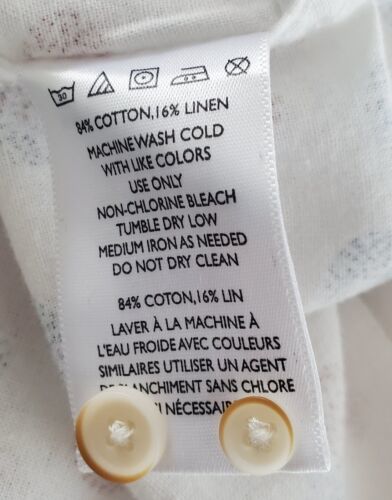 30
84% COTTON,16% LINEN
MACHINE WASH COLD
WITH LIKE COLORS
USE ONLY
NON-CHLORINE BLEACH
TUMBLE DRY LOW
MEDIUM IRON AS NEEDED
DO NOT DRY CLEAN
84% COTON,16% LIN
LAVER À LA MACHINE À
L'EAU FROIDE AVEC COULEURS
SIMILAIRES UTILISER UN AGENT
SANS CHLORE